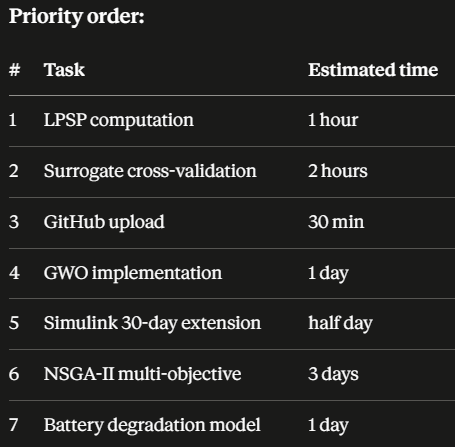 Priority order:
# Task Estimated time
1 LPSP computation 1 hour
2 Surrogate cross-validation 2 hours
3 GitHub upload 30 min
4 GWO implementation 1 day
5 Simulink 30-day extension half day
6 NSGA-II multi-objective 3 days
7 Battery degradation model 1 day